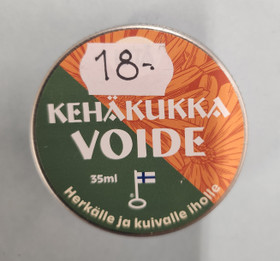 18.-
KEHÄKUKKA
VOIDE
35ml
Herkälle ja kuivalle iholle